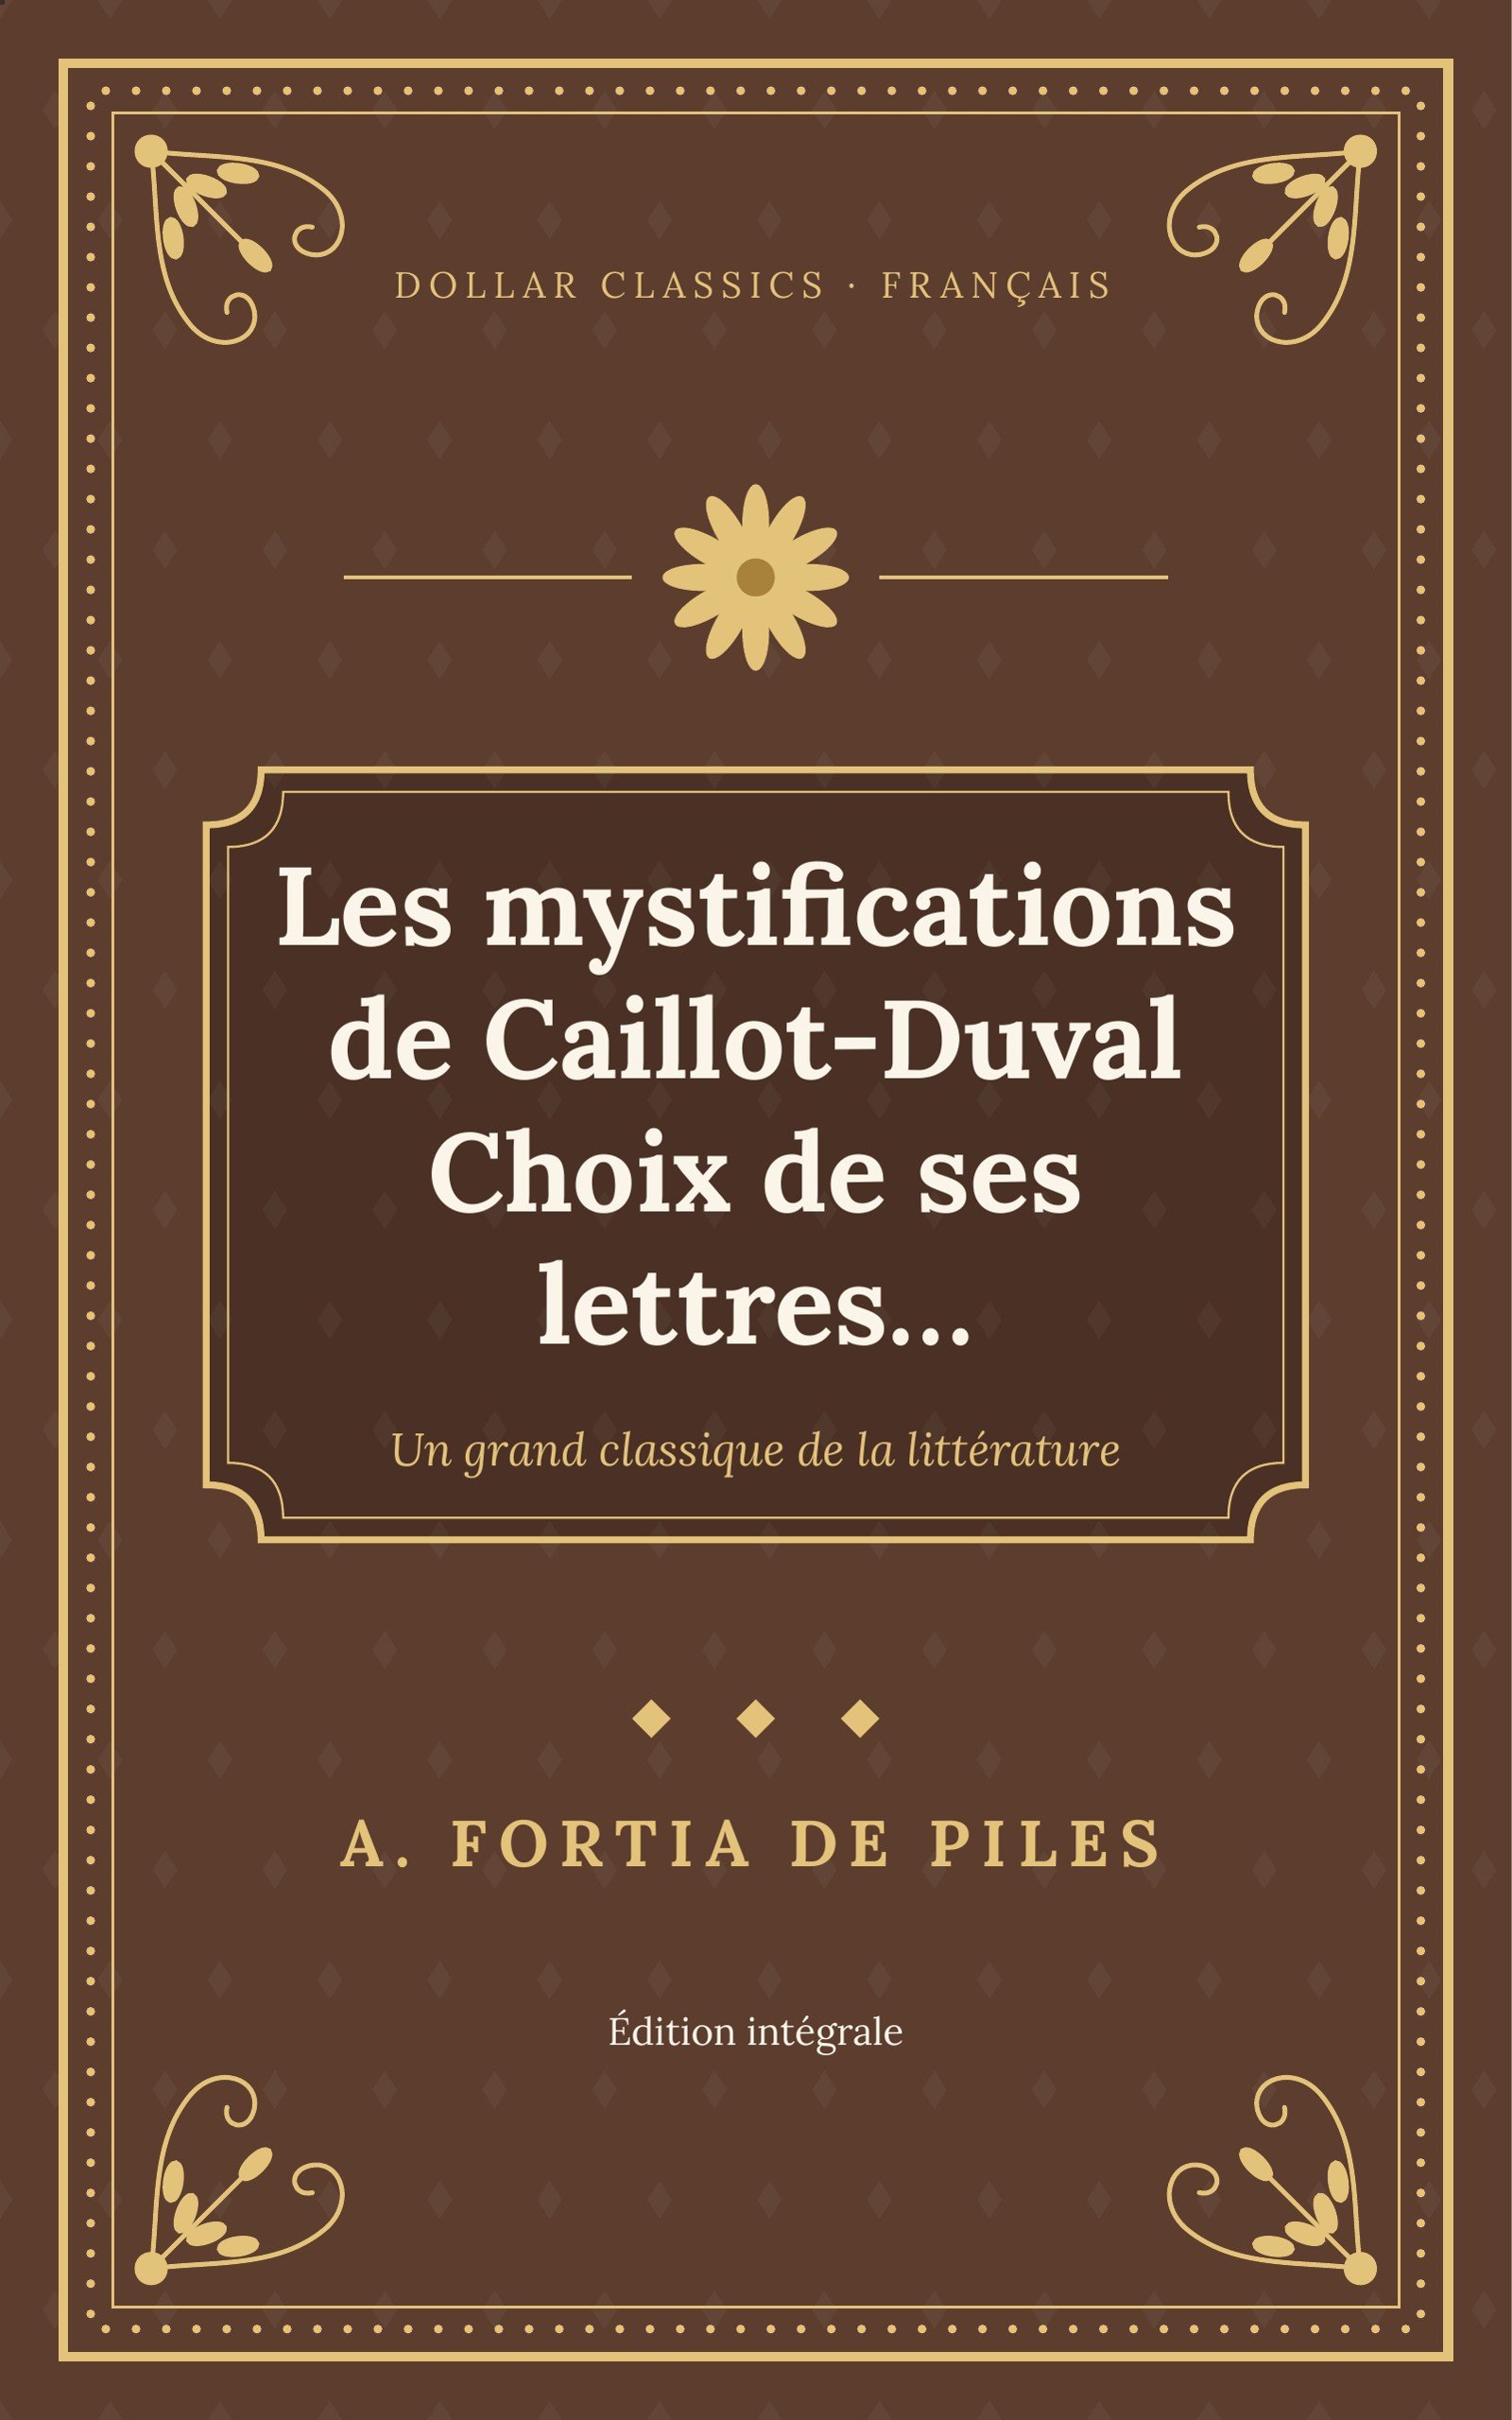 DOLLAR CLASSICS · FRANÇAIS
Les mystifications
de Caillot-Duval
Choix de ses
lettres...
Un grand classique de la littérature
A. FORTIA DE PILES
Édition intégrale